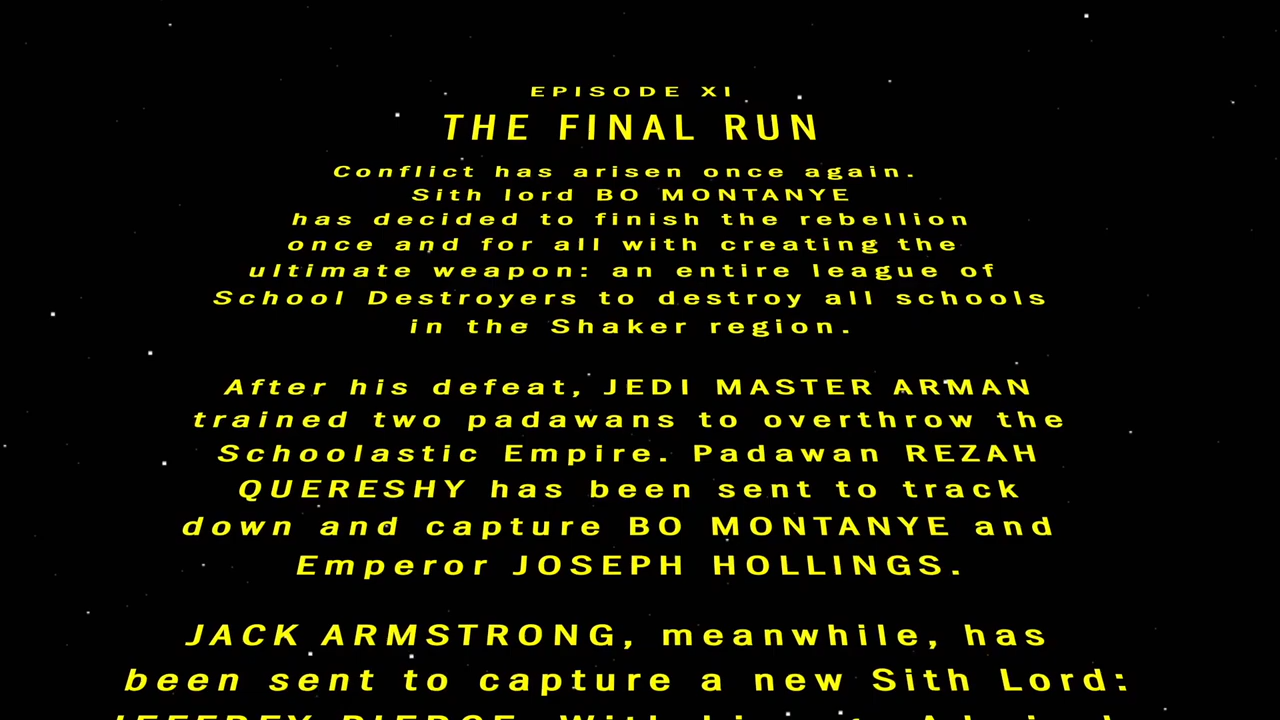 EPISODE XI
THE FINAL RUN
Conflict has arisen once again.
Sith lord BO MONTANYE
has decided to finish the rebellion
once and for all with creating the
ultimate weapon: an entire league of
School Destroyers to destroy all schools
in the Shaker region.
After his defeat, JEDI MASTER ARMAN
trained two padawans to overthrow the
Schoolastic Empire. Padawan REZAH
QUERESHY has been sent to track
down and capture BO MONTANYE and
Emperor JOSEPH HOLLINGS.
JACK ARMSTRONG, meanwhile, has
been sent to capture a new Sith Lord:
JEFFREY PIERCE. With